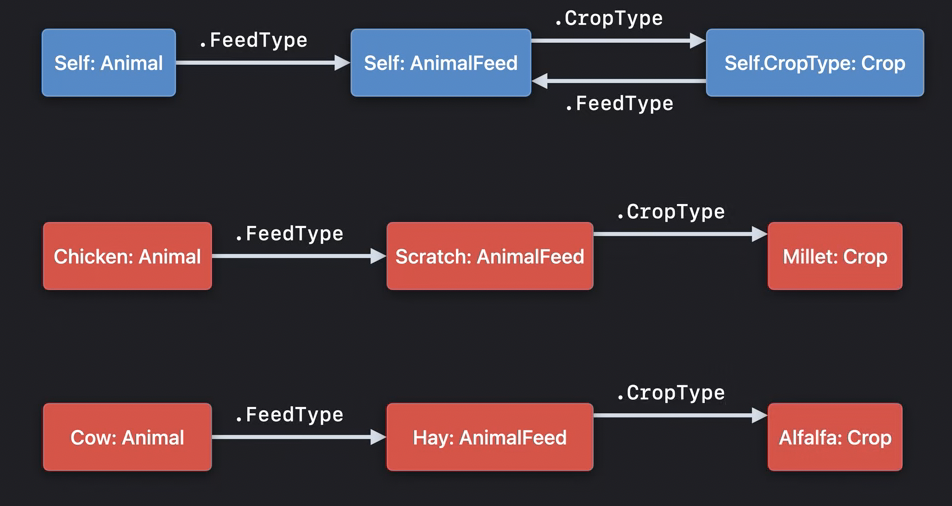 .CropType
.FeedType
Self: Animal
Self: AnimalFeed
Self.CropType: Crop
.FeedType
.CropType
.FeedType
Chicken: Animal
Scratch: AnimalFeed
Millet: Crop
.CropType
.FeedType
Cow: Animal
Hay: AnimalFeed
Alfalfa: Crop